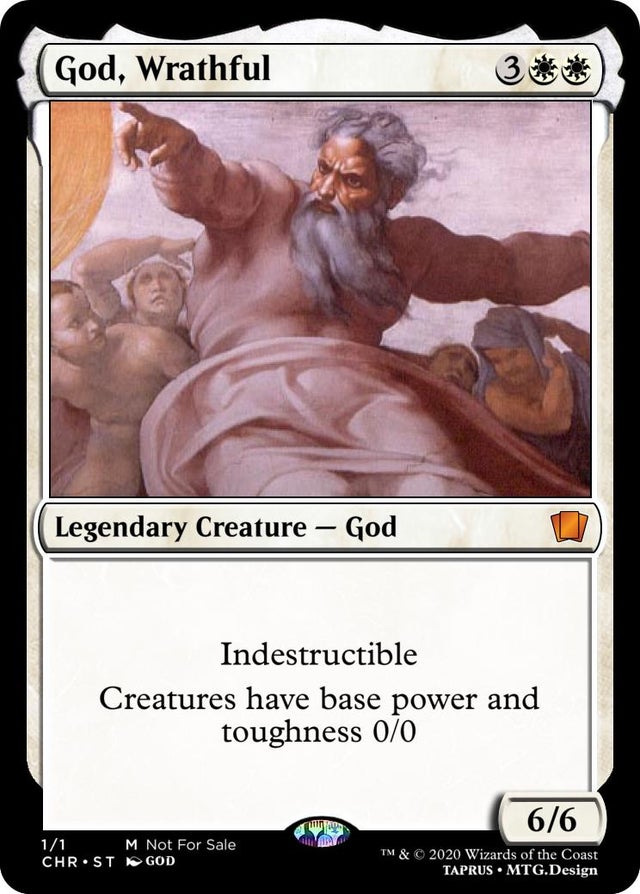 God, Wrathful 3
Legendary Creature — God
Indestructible
Creatures have base power and
toughness 0/0
6/6
1/1 M Not For Sale
CHR • ST GOD
™ & © 2020 Wizards of the Coast
TAPRUS • MTG.Design